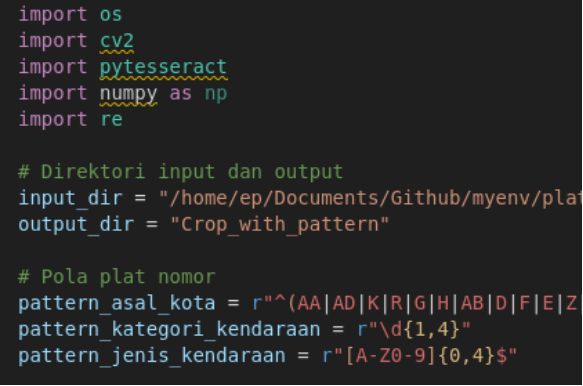 import os
import cv2
import pytesseract
import numpy as np
import re
# Direktori input dan output
input_dir = "/home/ep/Documents/Github/myenv/plat
output_dir = "Crop_with_pattern"
# Pola plat nomor
pattern_asal_kota = r"^(AA|AD|K|R|G|H|AB|D|F|E|Z|
pattern_kategori_kendaraan = r"\d{1,4}"
pattern_jenis_kendaraan = r"[A-Z0-9]{0,4}$"